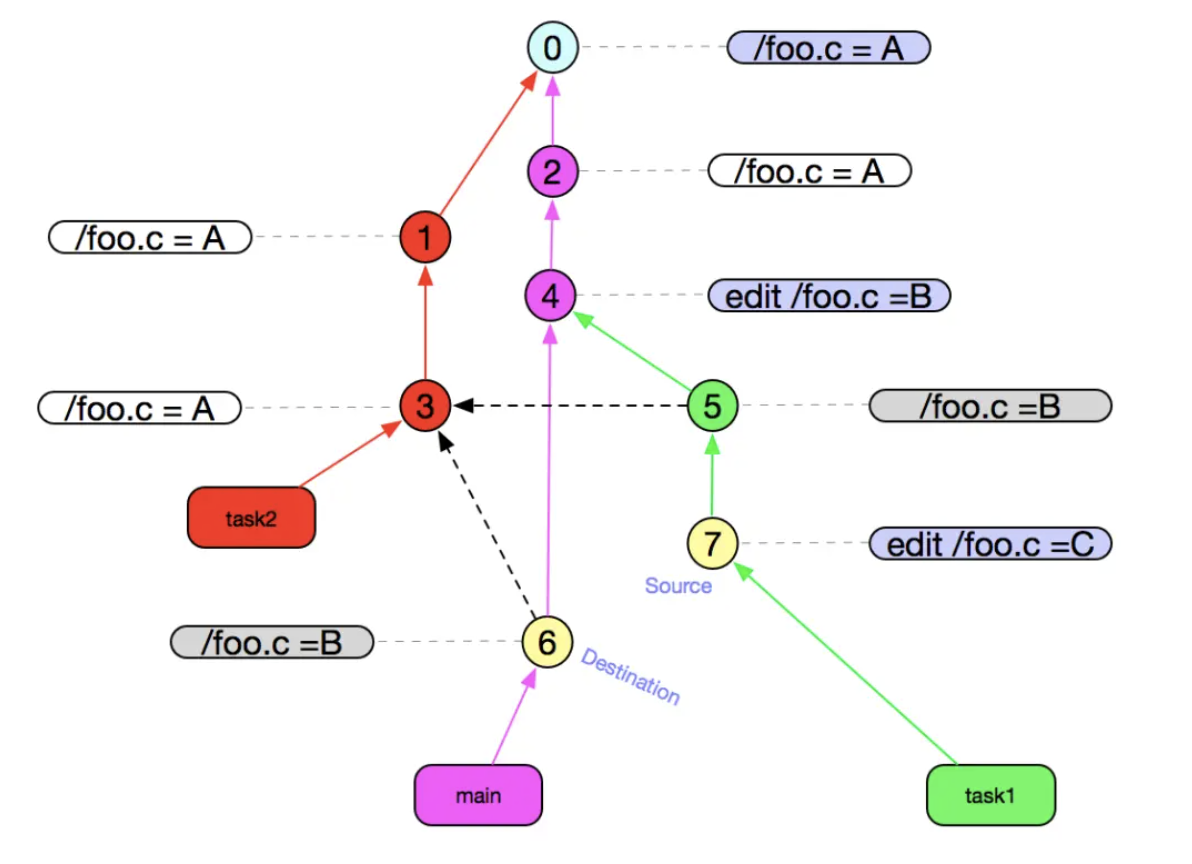 0
/foo.c = A
2
/foo.c = A
/foo.c = A
1
4
edit /foo.c =B
/foo.c = A
3
5
/foo.c =B
task2
7
edit /foo.c =C
Source
/foo.c =B
6
Destination
main
task1